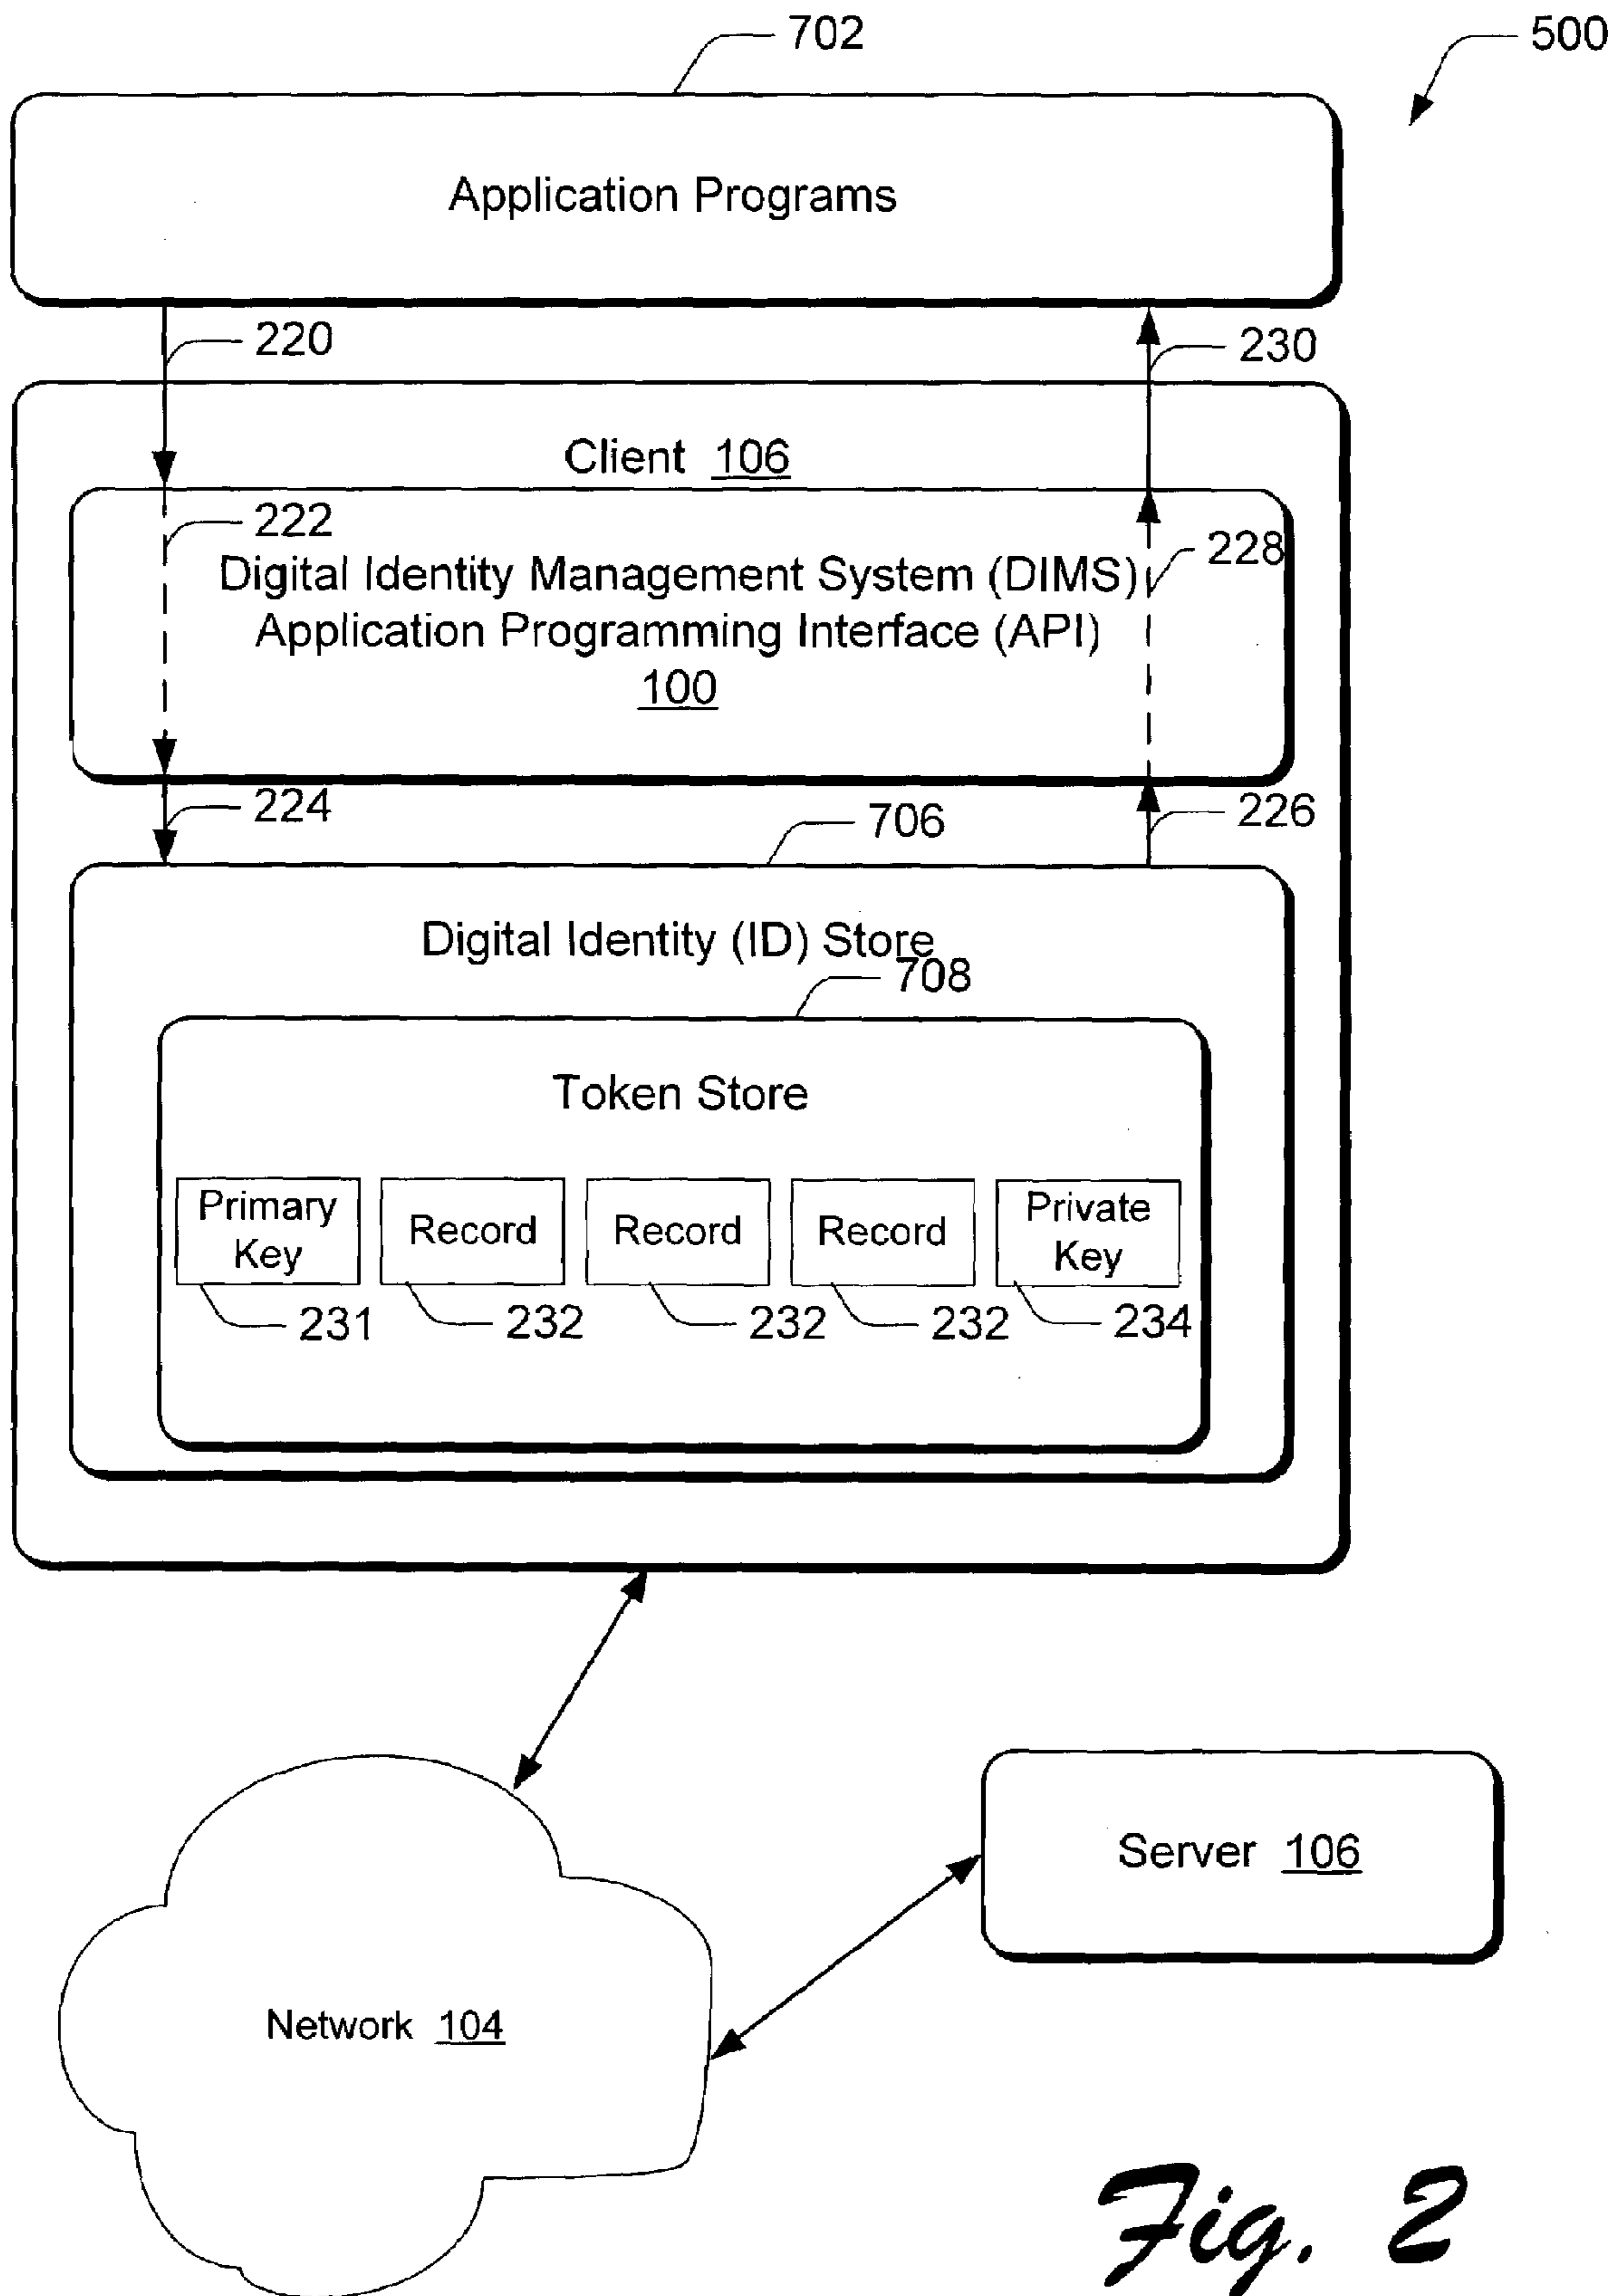 702
500
Application Programs
220
230
Client 106
222
228
Digital Identity Management System (DIMS)
Application Programming Interface (API)
100
224
226
706
Digital Identity (ID) Store
708
Token Store
Primary
Key
Record
Record
Record
Private
Key
231
232
232
232
234
Server 106
Network 104
Fig. 2